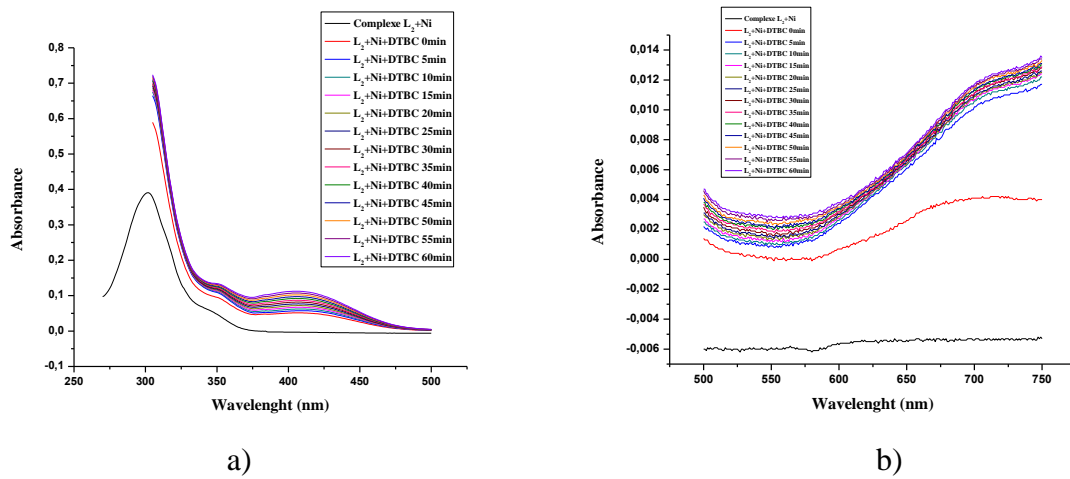 Complexe L₂+Ni
L₂+Ni+DTBC 0min
L₂+Ni+DTBC 5min
L₂+Ni+DTBC 10min
L₂+Ni+DTBC 15min
L₂+Ni+DTBC 20min
L₂+Ni+DTBC 25min
L₂+Ni+DTBC 30min
L₂+Ni+DTBC 35min
L₂+Ni+DTBC 40min
L₂+Ni+DTBC 45min
L₂+Ni+DTBC 50min
L₂+Ni+DTBC 55min
L₂+Ni+DTBC 60min
0,8
0,7
0,6
0,5
0,4
0,3
0,2
0,1
0,0
-0,1
Absorbance
250 300 350 400 450 500
Wavelenght (nm)
a)
Complexe L₂+Ni
L₂+Ni+DTBC 0min
L₂+Ni+DTBC 5min
L₂+Ni+DTBC 10min
L₂+Ni+DTBC 15min
L₂+Ni+DTBC 20min
L₂+Ni+DTBC 25min
L₂+Ni+DTBC 30min
L₂+Ni+DTBC 35min
L₂+Ni+DTBC 40min
L₂+Ni+DTBC 45min
L₂+Ni+DTBC 50min
L₂+Ni+DTBC 55min
L₂+Ni+DTBC 60min
0,014
0,012
0,010
0,008
0,006
0,004
0,002
0,000
-0,002
-0,004
-0,006
Absorbance
500 550 600 650 700 750
Wavelenght (nm)
b)